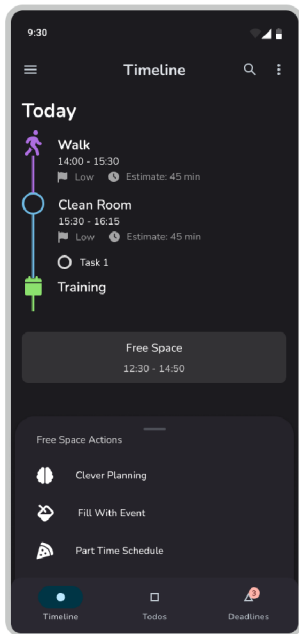 9:30
Timeline
Today
Walk
14:00 - 15:30
Low Estimate: 45 min
Clean Room
15:30 - 16:15
Low Estimate: 45 min
Task 1
Training
Free Space
12:30 - 14:50
Free Space Actions
Clever Planning
Fill With Event
Part Time Schedule
3
Timeline Todos Deadlines